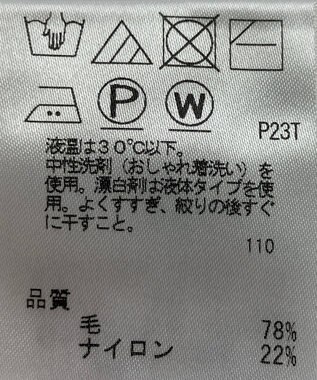 P W
P23T
液温は30℃以下。
中性洗剤（おしゃれ着洗い）を
使用。漂白剤は液体タイプを使
用。よくすすぎ、絞りの後すぐ
に干すこと。
110
品質
毛 78%
ナイロン 22%